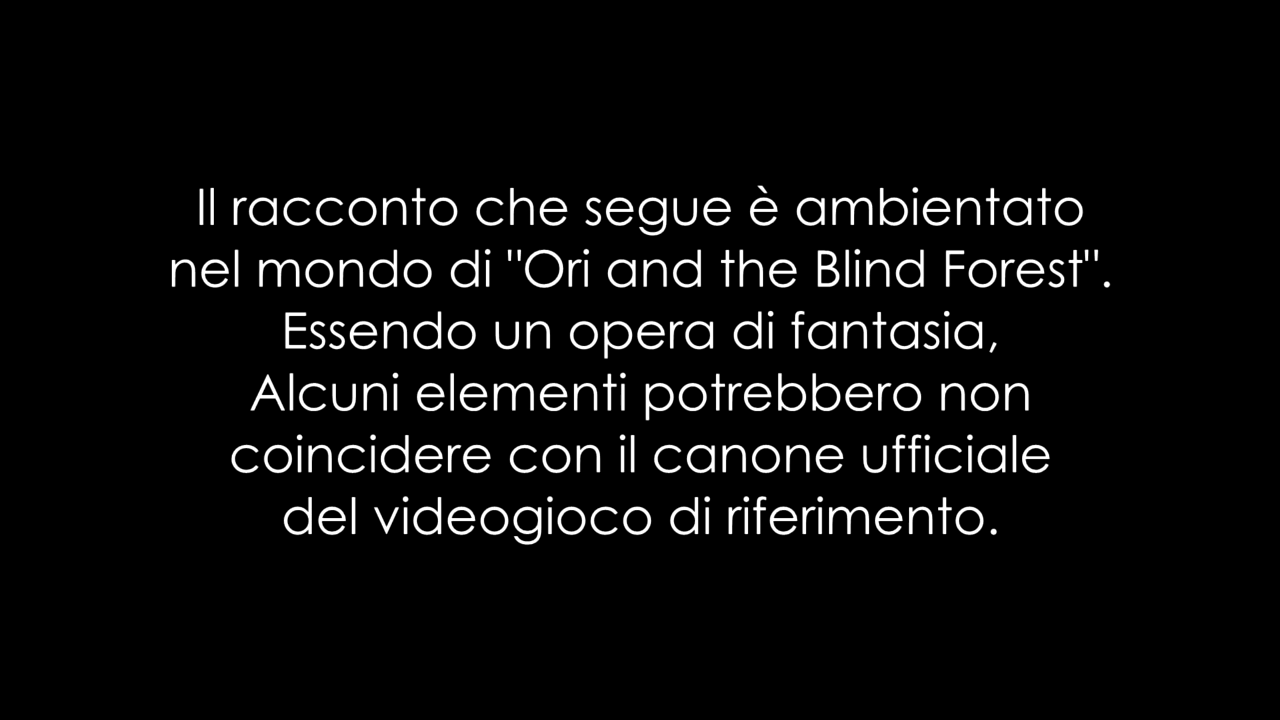 Il racconto che segue è ambientato
nel mondo di "Ori and the Blind Forest".
Essendo un opera di fantasia,
Alcuni elementi potrebbero non
coincidere con il canone ufficiale
del videogioco di riferimento.